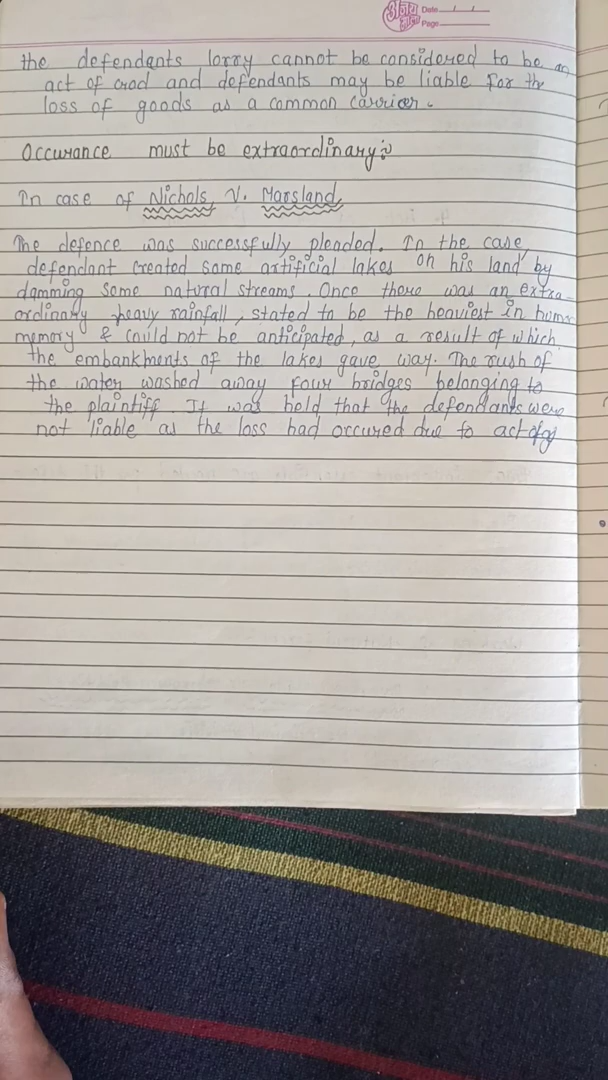 Date
Page
the defendants lorry cannot be considered to be an
act of God and defendants may be liable for the
loss of goods as a common carrier.
Occurance must be extraordinary:-
In case of Nichols V. Marsland,
The defence was successfully pleaded. In the case,
defendant created some artificial lakes on his land by
damming some natural streams. Once there was an extra-
ordinary heavy rainfall, stated to be the heaviest in human
memory & could not be anticipated, as a result of which,
the embankments of the lakes gave way. The rush of
the water washed away four bridges belonging to
the plaintiff. It was held that the defendants were
not liable as the loss had occured due to act of